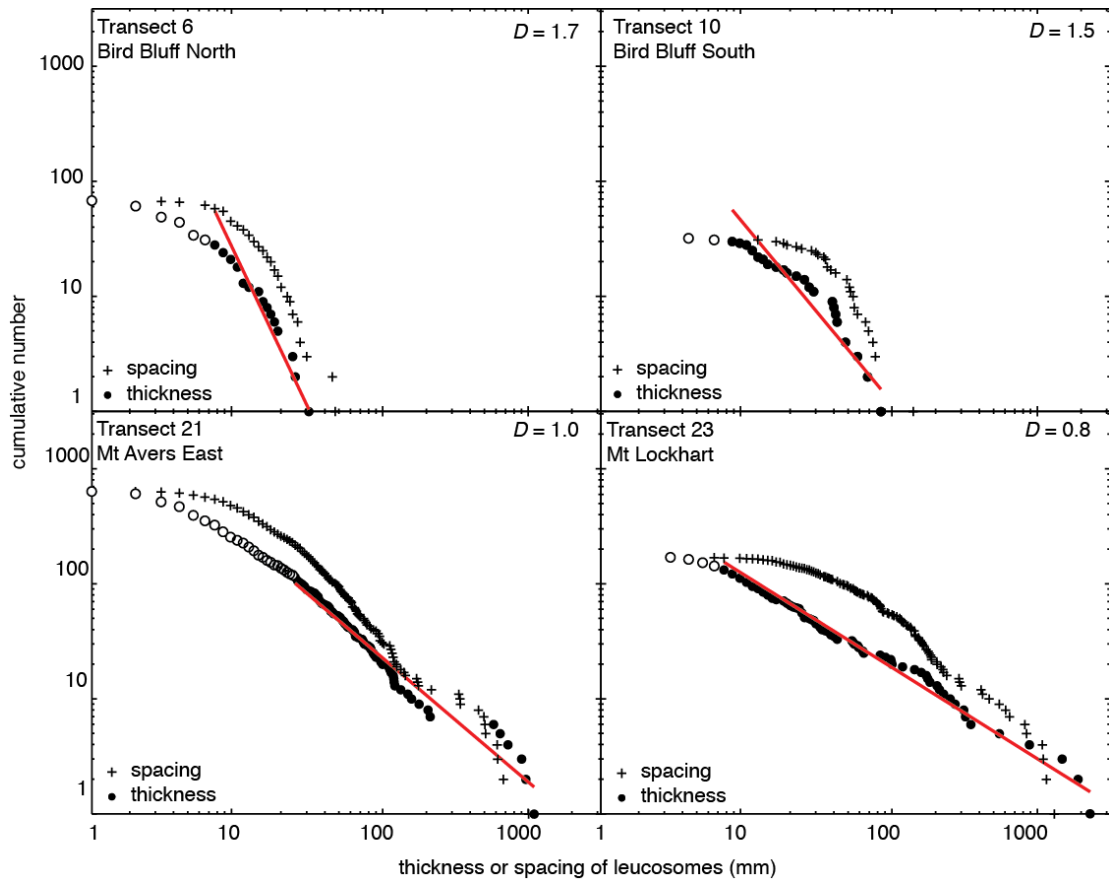 Transect 6
Bird Bluff North
D = 1.7
Transect 10
Bird Bluff South
D = 1.5
1000
100
10
1
+ spacing
● thickness
+ spacing
● thickness
cumulative number
Transect 21
Mt Avers East
D = 1.0
Transect 23
Mt Lockhart
D = 0.8
1000
100
10
1
+ spacing
● thickness
+ spacing
● thickness
1 10 100 1000 1 10 100 1000
thickness or spacing of leucosomes (mm)